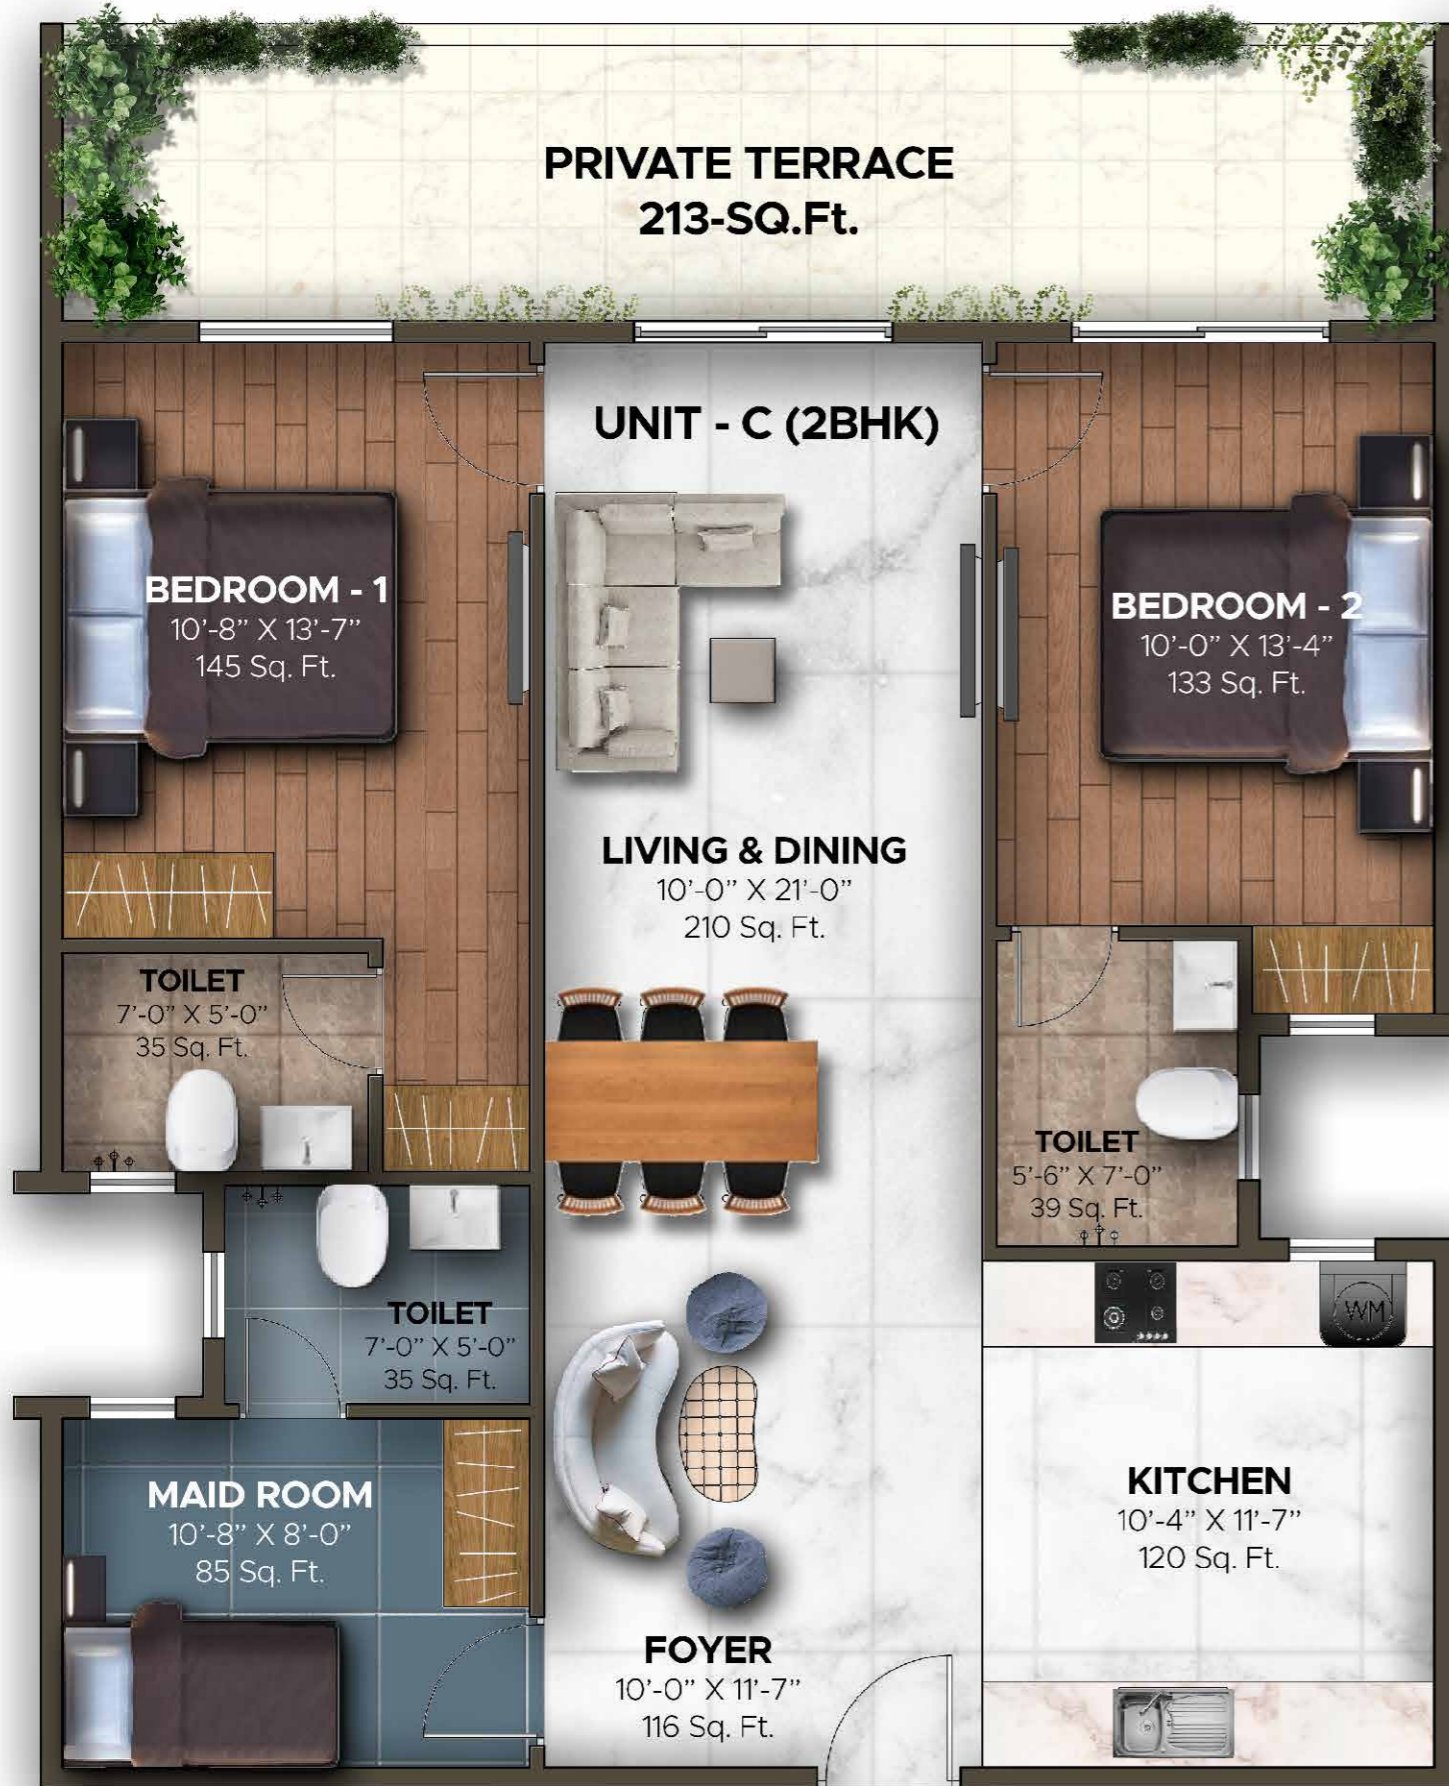 PRIVATE TERRACE
213-SQ.Ft.
UNIT - C (2BHK)
BEDROOM - 1
10'-8” X 13'-7”
145 Sq. Ft.
BEDROOM - 2
10'-0” X 13'-4”
133 Sq. Ft.
LIVING & DINING
10'-0” X 21'-0”
210 Sq. Ft.
TOILET
7'-0” X 5'-0”
35 Sq. Ft.
TOILET
5'-6” X 7'-0”
39 Sq. Ft.
TOILET
7'-0” X 5'-0”
35 Sq. Ft.
WM
MAID ROOM
10'-8” X 8'-0”
85 Sq. Ft.
KITCHEN
10'-4” X 11'-7”
120 Sq. Ft.
FOYER
10'-0” X 11'-7”
116 Sq. Ft.